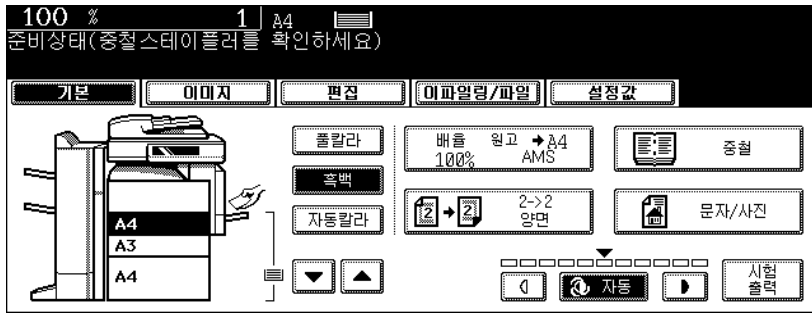 100 % 1 A4
준비상태(중철스테이플러를 확인하세요)
기본 이미지 편집 이파일링/파일 설정값
풀칼라
배율 원고 → A4
100% AMS
중철
흑백
2 → 2
2->2
양면
문자/사진
자동칼라
A4
A3
A4
자동
시험
출력